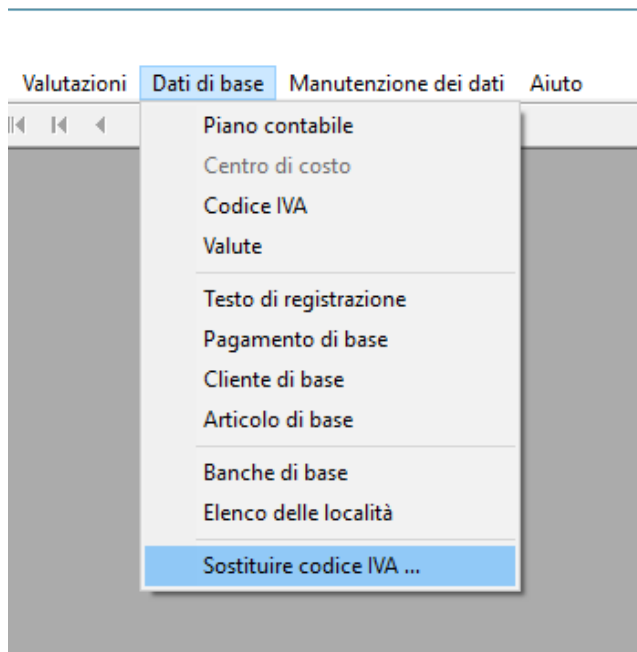 Valutazioni Dati di base Manutenzione dei dati Aiuto
Piano contabile
Centro di costo
Codice IVA
Valute
Testo di registrazione
Pagamento di base
Cliente di base
Articolo di base
Banche di base
Elenco delle località
Sostituire codice IVA ...